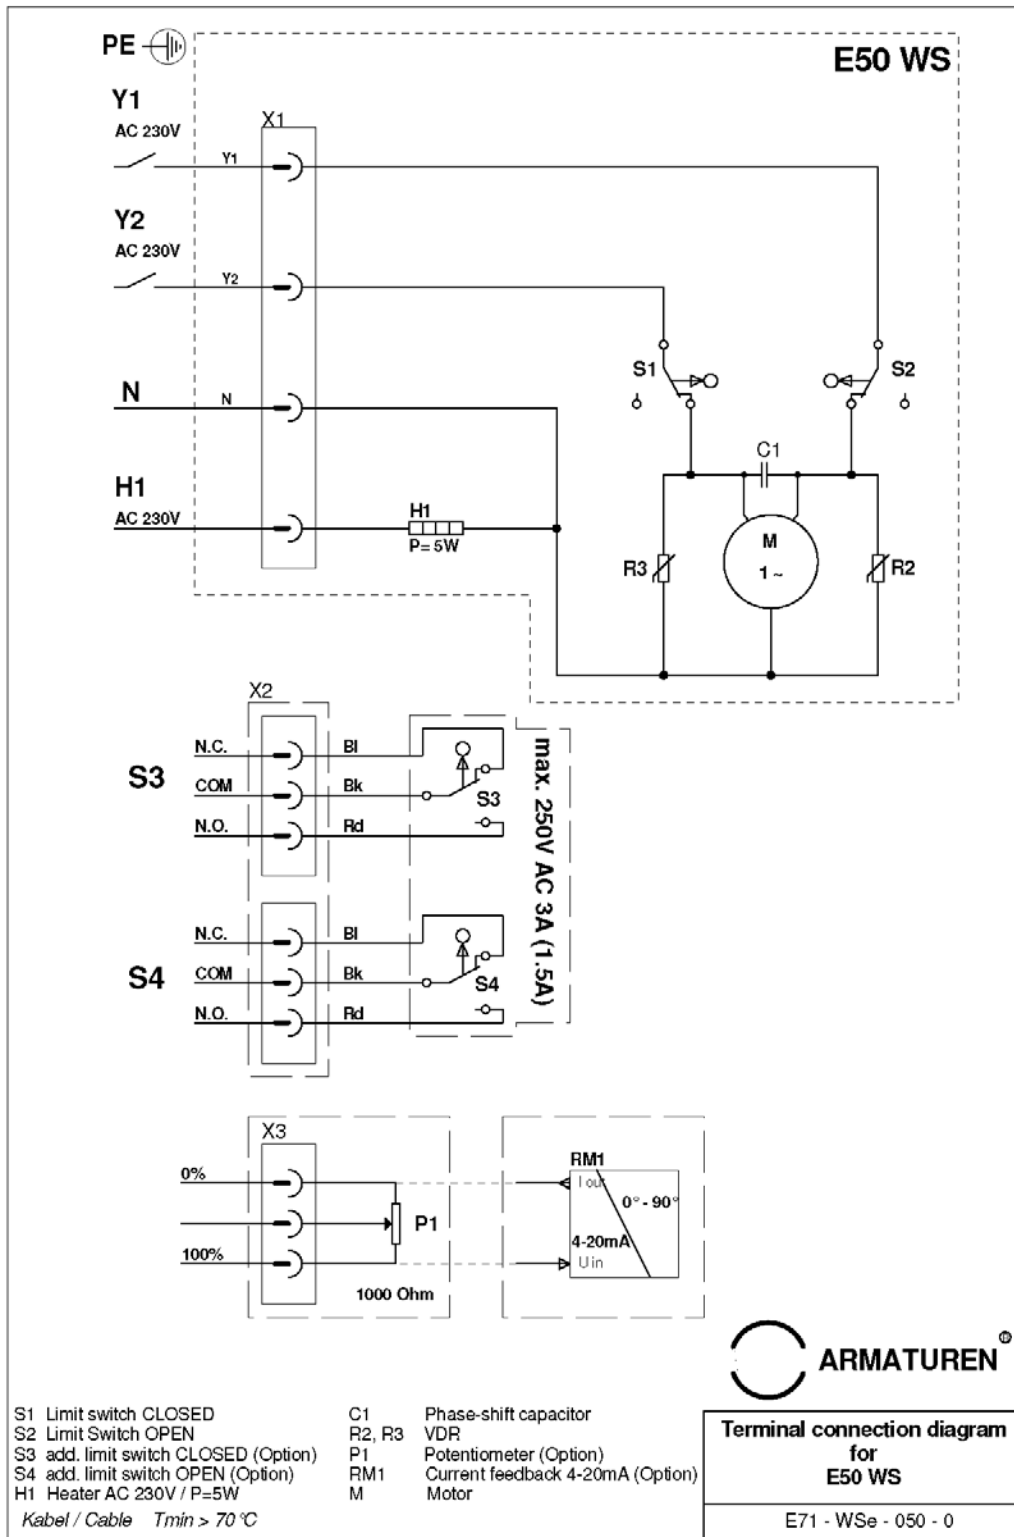 PE
E50 WS
Y1
AC 230V
X1
Y1
Y2
AC 230V
Y2
S1
S2
N
N
C1
H1
AC 230V
H1
P= 5W
M
1 ~
R3
R2
X2
S3
N.C.
Bl
COM
Bk
S3
N.O.
Rd
max. 250V AC 3A (1.5A)
S4
N.C.
Bl
COM
Bk
S4
N.O.
Rd
X3
0%
P1
100%
1000 Ohm
RM1
I out
0° - 90°
4-20mA
U in
ARMATUREN ®
S1 Limit switch CLOSED
S2 Limit Switch OPEN
S3 add. limit switch CLOSED (Option)
S4 add. limit switch OPEN (Option)
H1 Heater AC 230V / P=5W
Kabel / Cable Tmin > 70 °C
C1 Phase-shift capacitor
R2, R3 VDR
P1 Potentiometer (Option)
RM1 Current feedback 4-20mA (Option)
M Motor
Terminal connection diagram
for
E50 WS
E71 - WSe - 050 - 0